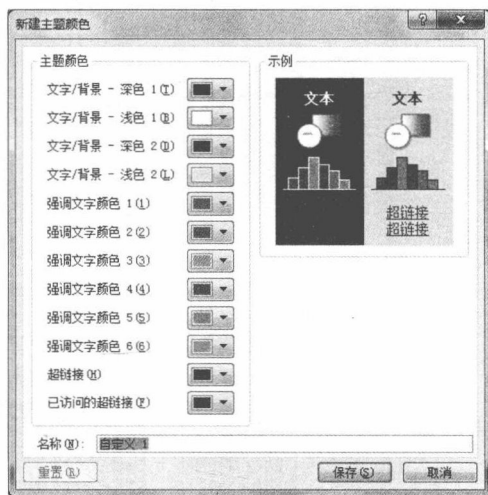 新建主题颜色
主题颜色
文字/背景 - 深色 1(T)
文字/背景 - 浅色 1(B)
文字/背景 - 深色 2(D)
文字/背景 - 浅色 2(L)
强调文字颜色 1(1)
强调文字颜色 2(2)
强调文字颜色 3(3)
强调文字颜色 4(4)
强调文字颜色 5(5)
强调文字颜色 6(6)
超链接(H)
已访问的超链接(F)
示例
文本 文本
超链接
超链接
名称(N): 自定义 1
重置(R) 保存(S) 取消